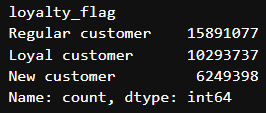 loyalty_flag
Regular customer    15891077
Loyal customer      10293737
New customer         6249398
Name: count, dtype: int64